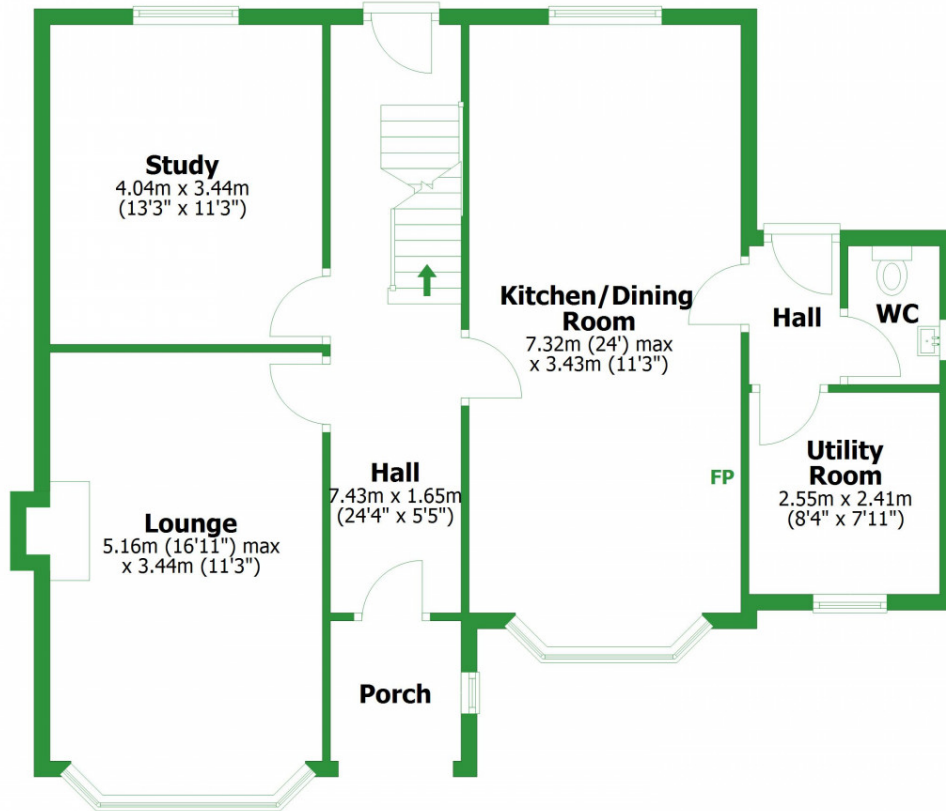 Study
4.04m x 3.44m
(13'3" x 11'3")
Kitchen/Dining
Room
7.32m (24') max
x 3.43m (11'3")
Hall
WC
Hall
7.43m x 1.65m
(24'4" x 5'5")
FP
Utility
Room
2.55m x 2.41m
(8'4" x 7'11")
Lounge
5.16m (16'11") max
x 3.44m (11'3")
Porch